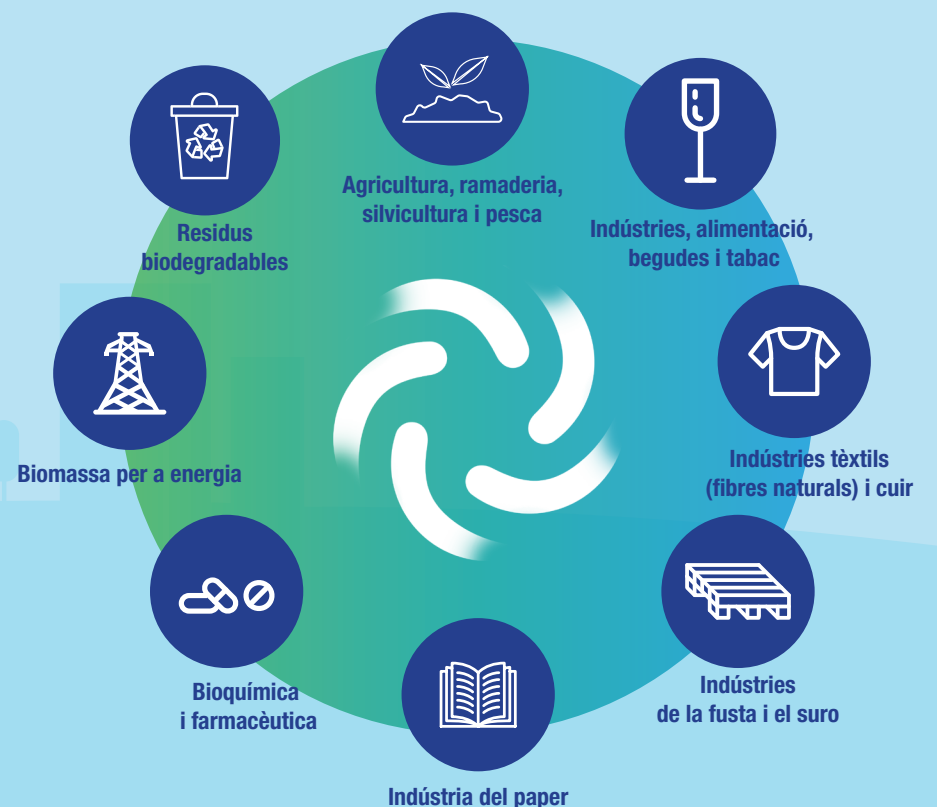 Agricultura, ramaderia,
silvicultura i pesca
Indústries, alimentació,
begudes i tabac
Indústries tèxtils
(fibres naturals) i cuir
Indústries
de la fusta i el suro
Indústria del paper
Bioquímica
i farmacèutica
Biomassa per a energia
Residus
biodegradables